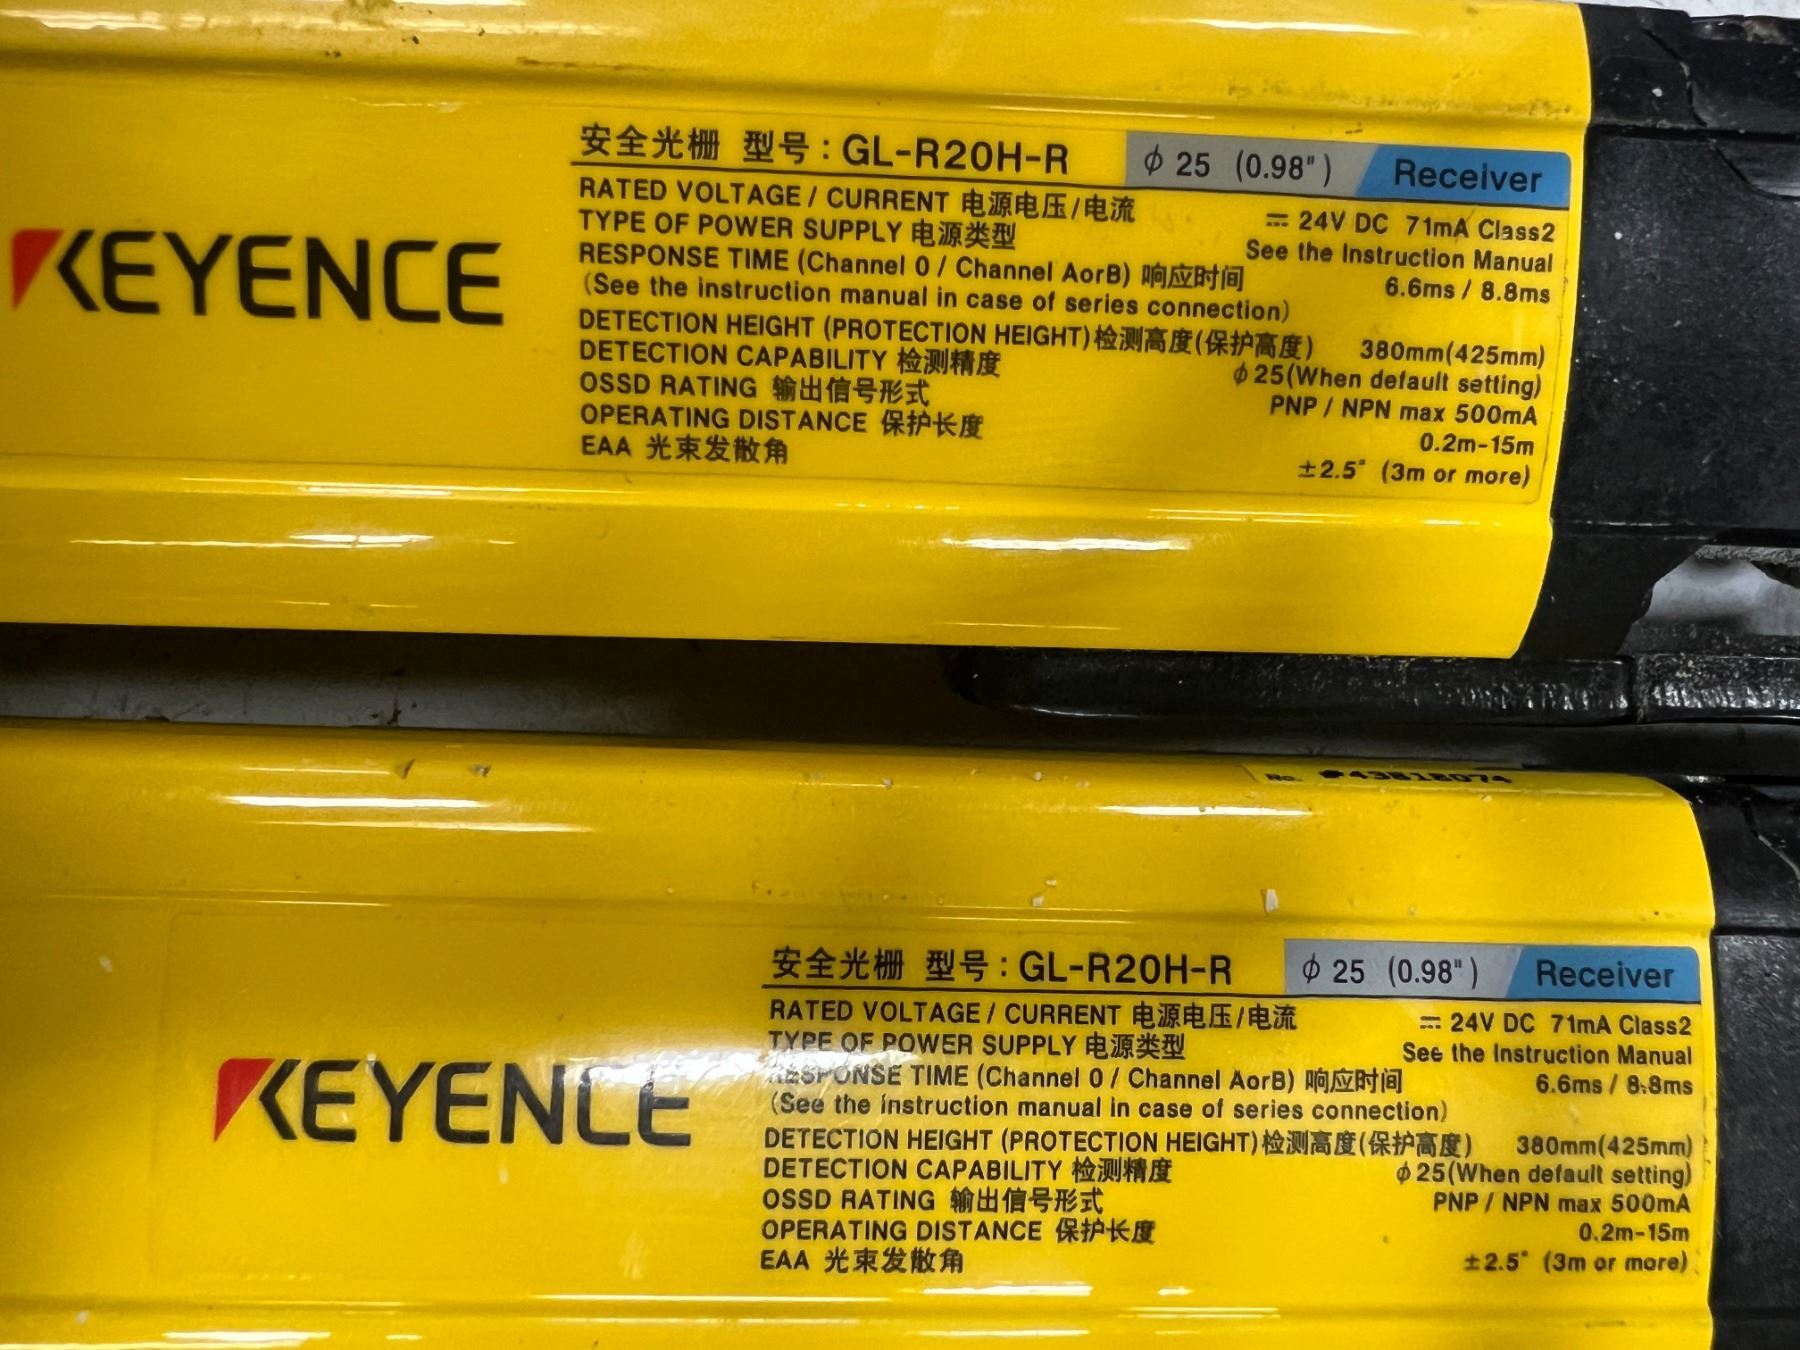 KEYENCE
安全光栅 型号：GL-R20H-R φ 25 (0.98") Receiver
RATED VOLTAGE / CURRENT 电源电压/电流 ⎓ 24V DC 71mA Class2
TYPE OF POWER SUPPLY 电源类型 See the Instruction Manual
RESPONSE TIME (Channel 0 / Channel AorB) 响应时间 6.6ms / 8.8ms
(See the instruction manual in case of series connection)
DETECTION HEIGHT (PROTECTION HEIGHT)检测高度(保护高度) 380mm(425mm)
DETECTION CAPABILITY 检测精度 φ25(When default setting)
OSSD RATING 输出信号形式 PNP / NPN max 500mA
OPERATING DISTANCE 保护长度 0.2m-15m
EAA 光束发散角 ±2.5° (3m or more)
No.
KEYENCE
安全光栅 型号：GL-R20H-R φ 25 (0.98") Receiver
RATED VOLTAGE / CURRENT 电源电压/电流 ⎓ 24V DC 71mA Class2
TYPE OF POWER SUPPLY 电源类型 See the Instruction Manual
RESPONSE TIME (Channel 0 / Channel AorB) 响应时间 6.6ms / 8.8ms
(See the instruction manual in case of series connection)
DETECTION HEIGHT (PROTECTION HEIGHT)检测高度(保护高度) 380mm(425mm)
DETECTION CAPABILITY 检测精度 φ25(When default setting)
OSSD RATING 输出信号形式 PNP / NPN max 500mA
OPERATING DISTANCE 保护长度 0.2m-15m
EAA 光束发散角 ±2.5° (3m or more)